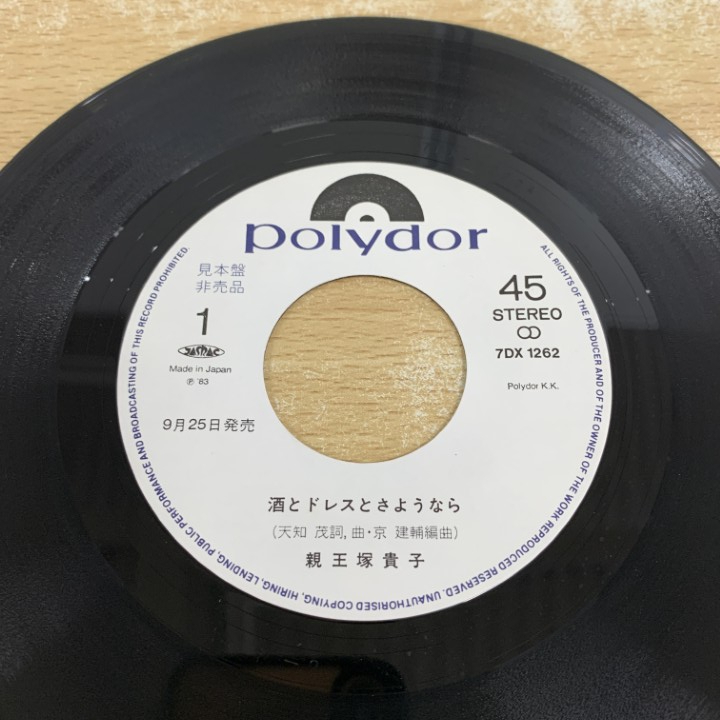 polydor
見本盤
非売品
1
JASRAC
Made in Japan
℗ '83
9月25日発売
45
STEREO
7DX 1262
Polydor K.K.
酒とドレスとさようなら
(天知 茂詞,曲・京 建輔編曲)
親王塚貴子
ALL RIGHTS OF THE PRODUCER AND OF THE OWNER OF THE WORK REPRODUCED RESERVED. UNAUTHORISED COPYING, HIRING, LENDING, PUBLIC PERFORMANCE AND BROADCASTING OF THIS RECORD PROHIBITED.